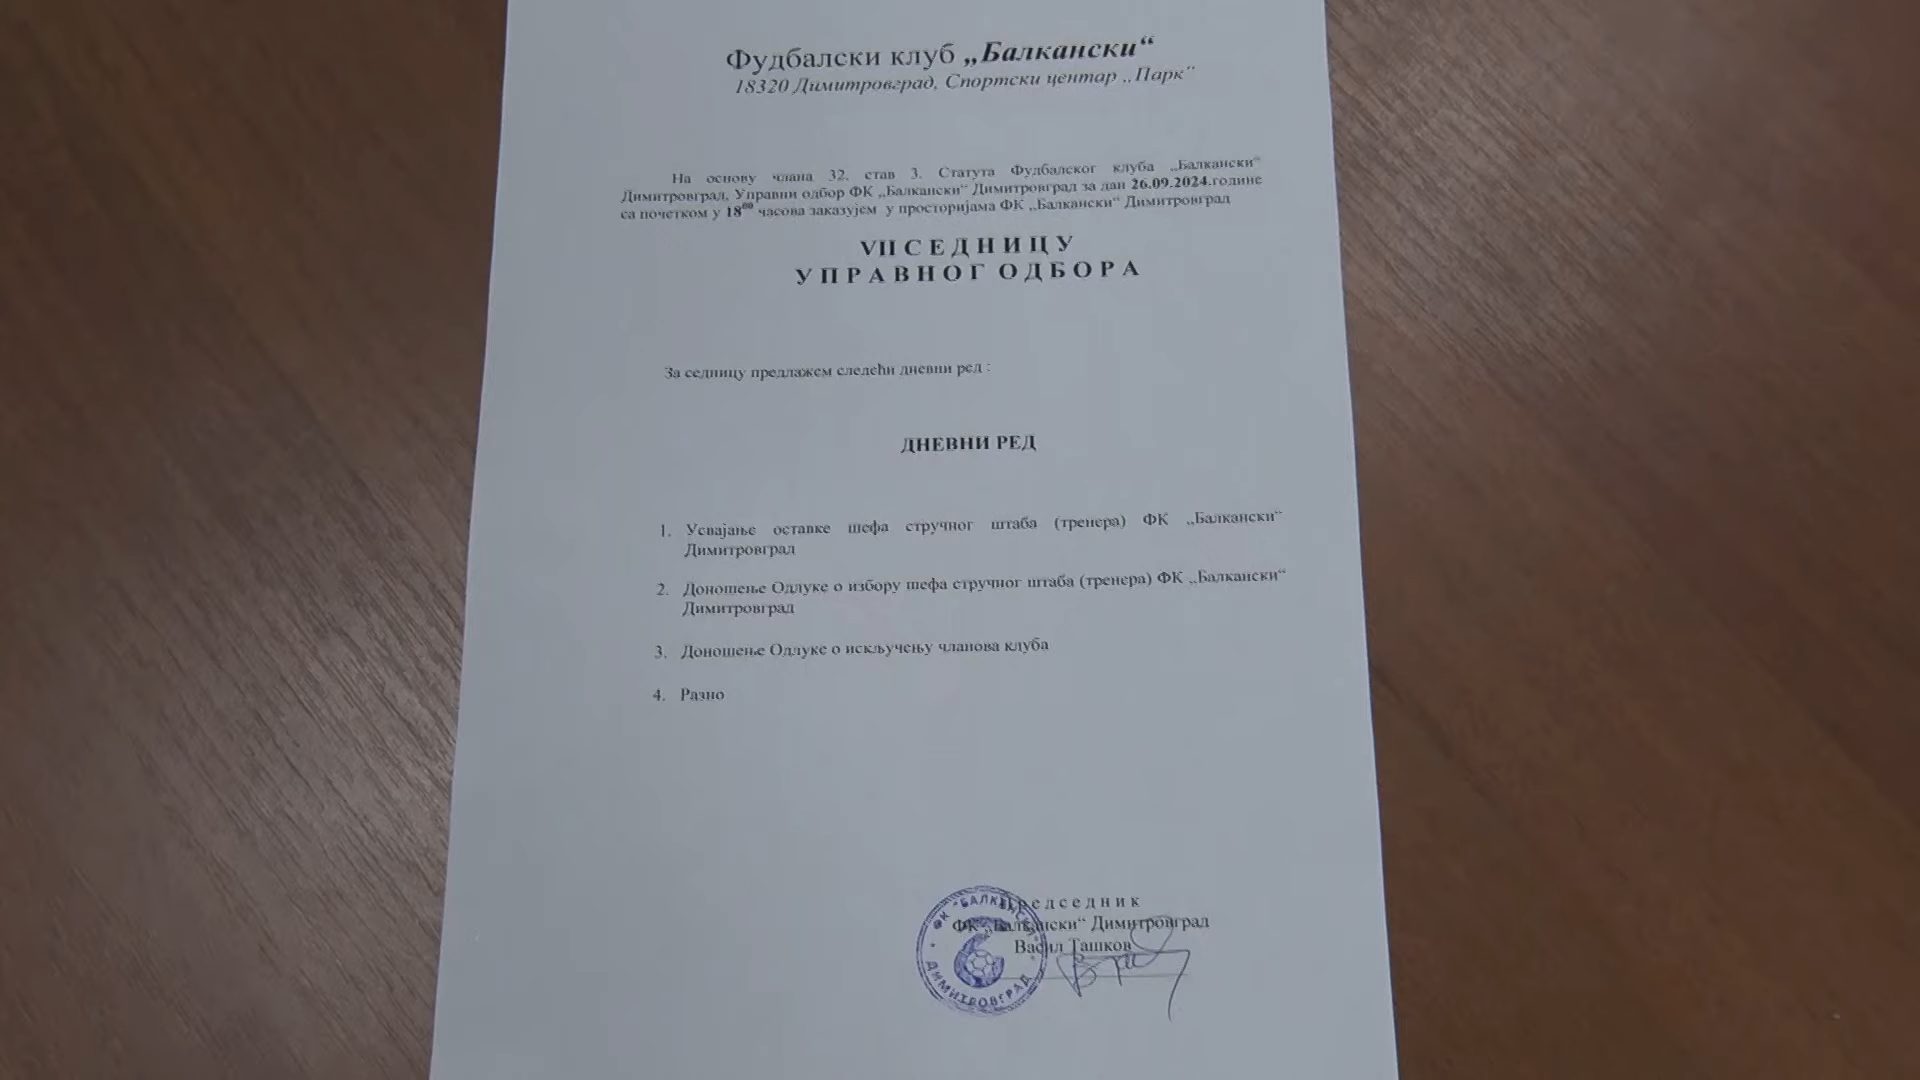 Фудбалски клуб „Балкански“
18320 Димитровград, Спортски центар „Парк“
На основу члана 32. став 3. Статута Фудбалског клуба „Балкански“
Димитровград, Управни одбор ФК „Балкански“ Димитровград за дан 26.09.2024.године
са почетком у 18⁰⁰ часова заказујем у просторијама ФК „Балкански“ Димитровград
VII С Е Д Н И Ц У
У П Р А В Н О Г О Д Б О Р А
За седницу предлажем следећи дневни ред :
ДНЕВНИ РЕД
1. Усвајање оставке шефа стручног штаба (тренера) ФК „Балкански“
Димитровград
2. Доношење Одлуке о избору шефа стручног штаба (тренера) ФК „Балкански“
Димитровград
3. Доношење Одлуке о искључењу чланова клуба
4. Разно
П р е д с е д н и к
ФК „Балкански“ Димитровград
Васил Ташков
ФК "БАЛКАНСКИ"
ДИМИТРОВГРАД